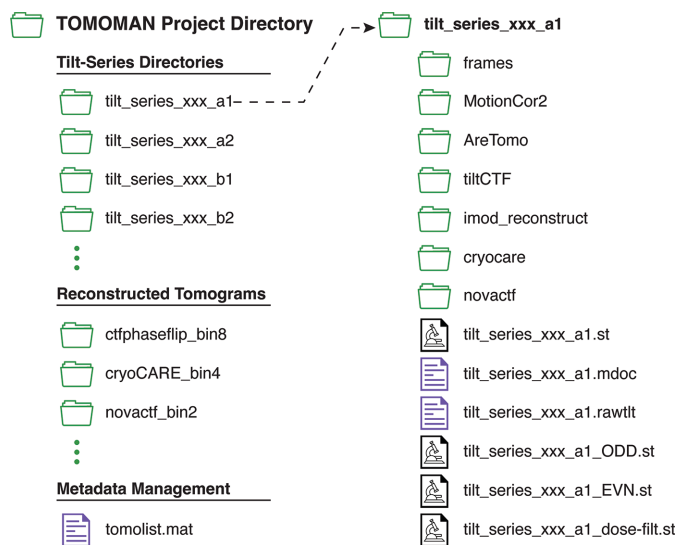 TOMOMAN Project Directory
Tilt-Series Directories
tilt_series_xxx_a1
tilt_series_xxx_a2
tilt_series_xxx_b1
tilt_series_xxx_b2
Reconstructed Tomograms
ctfphaseflip_bin8
cryoCARE_bin4
novactf_bin2
Metadata Management
tomolist.mat
tilt_series_xxx_a1
frames
MotionCor2
AreTomo
tiltCTF
imod_reconstruct
cryocare
novactf
tilt_series_xxx_a1.st
tilt_series_xxx_a1.mdoc
tilt_series_xxx_a1.rawtlt
tilt_series_xxx_a1_ODD.st
tilt_series_xxx_a1_EVN.st
tilt_series_xxx_a1_dose-filt.st